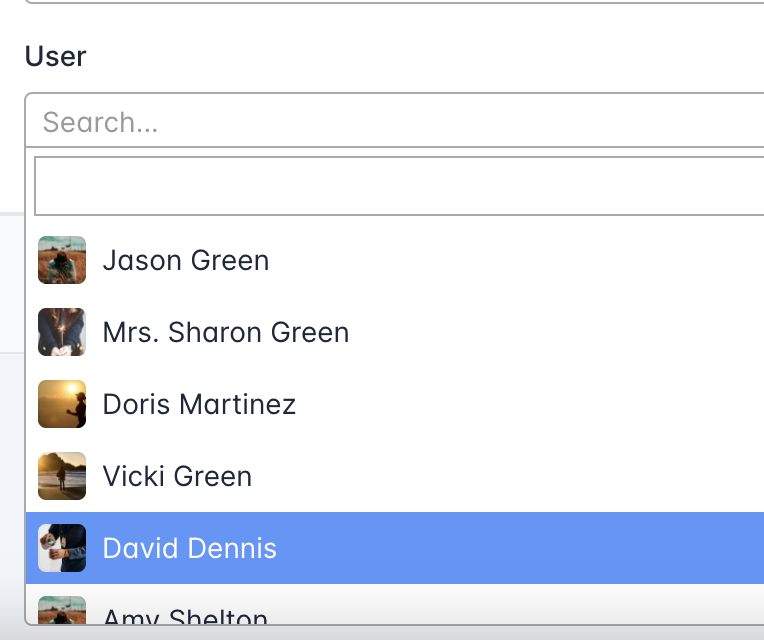 User
Search...
Jason Green
Mrs. Sharon Green
Doris Martinez
Vicki Green
David Dennis
Amy Shelton